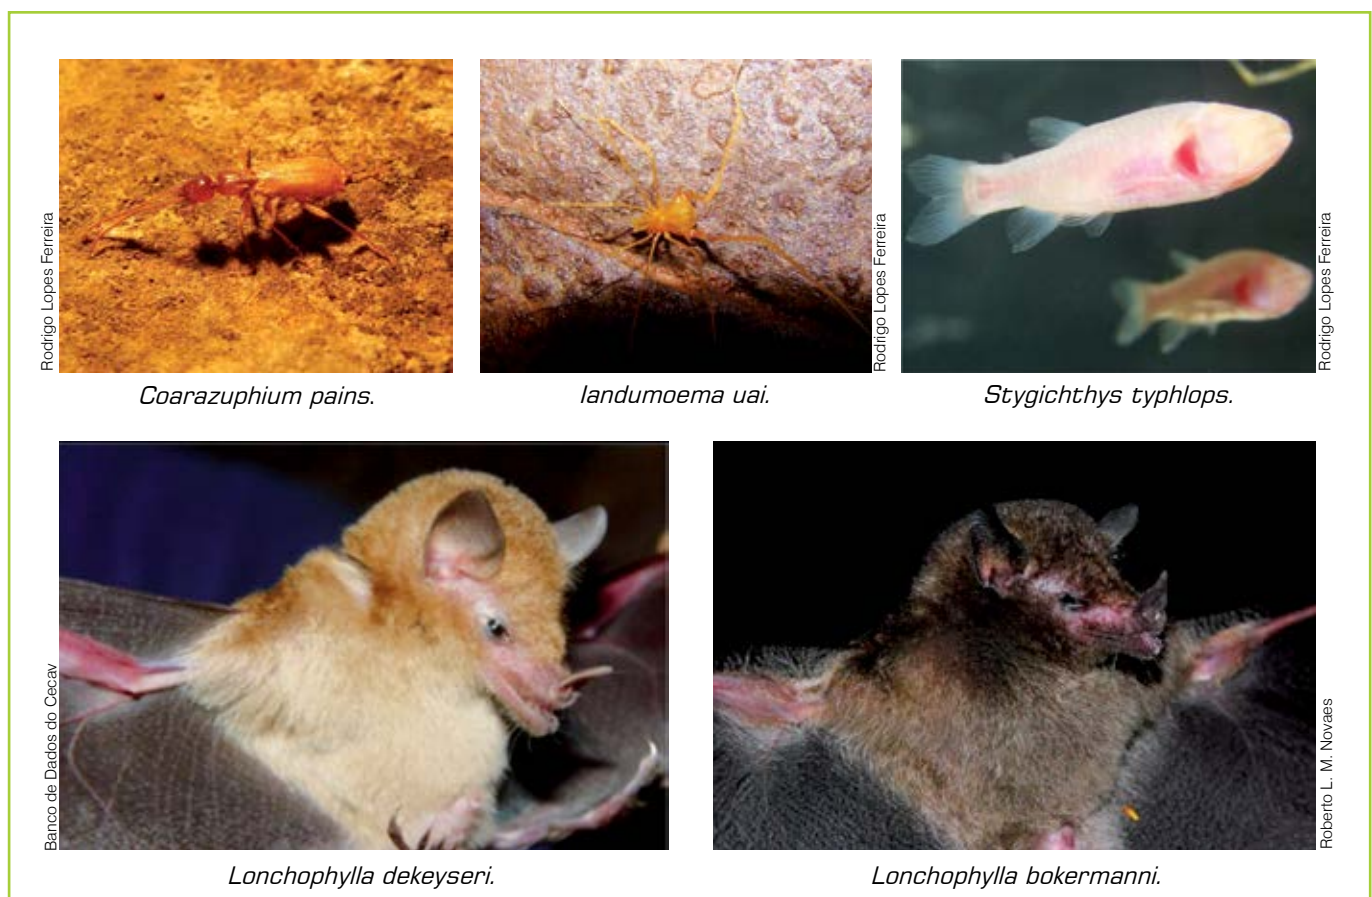 Rodrigo Lopes Ferreira
Rodrigo Lopes Ferreira
Rodrigo Lopes Ferreira
Coarazuphium pains.
Iandumoema uai.
Stygichthys typhlops.
Banco de Dados do Cecav
Roberto L. M. Novaes
Lonchophylla dekeyseri.
Lonchophylla bokermanni.